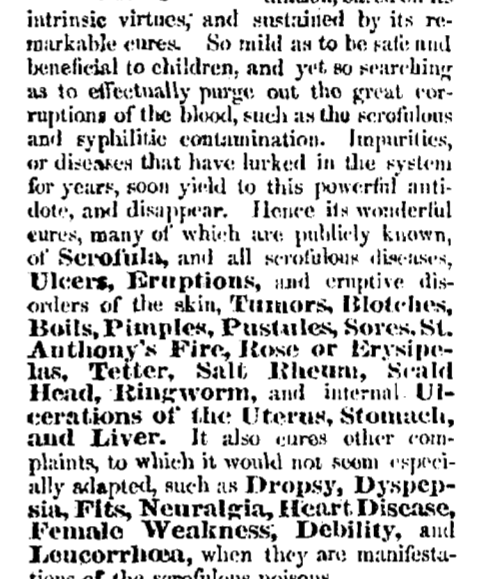 intrinsic virtues, and sustained by its re-
markable cures. So mild as to be safe and
beneficial to children, and yet so searching
as to effectually purge out the great cor-
ruptions of the blood, such as the scrofulous
and syphilitic contamination. Impurities,
or diseases that have lurked in the system
for years, soon yield to this powerful anti-
dote, and disappear. Hence its wonderful
cures, many of which are publicly known,
of Scrofula, and all scrofulous diseases,
Ulcers, Eruptions, and eruptive dis-
orders of the skin, Tumors, Blotches,
Boils, Pimples, Pustules, Sores, St.
Anthony's Fire, Rose or Erysipe-
las, Tetter, Salt Rheum, Scald
Head, Ringworm, and internal Ul-
cerations of the Uterus, Stomach,
and Liver. It also cures other com-
plaints, to which it would not seem especi-
ally adapted, such as Dropsy, Dyspep-
sia, Fits, Neuralgia, Heart Disease,
Female Weakness, Debility, and
Leucorrhœa, when they are manifesta-
tions of the scrofulous poisons